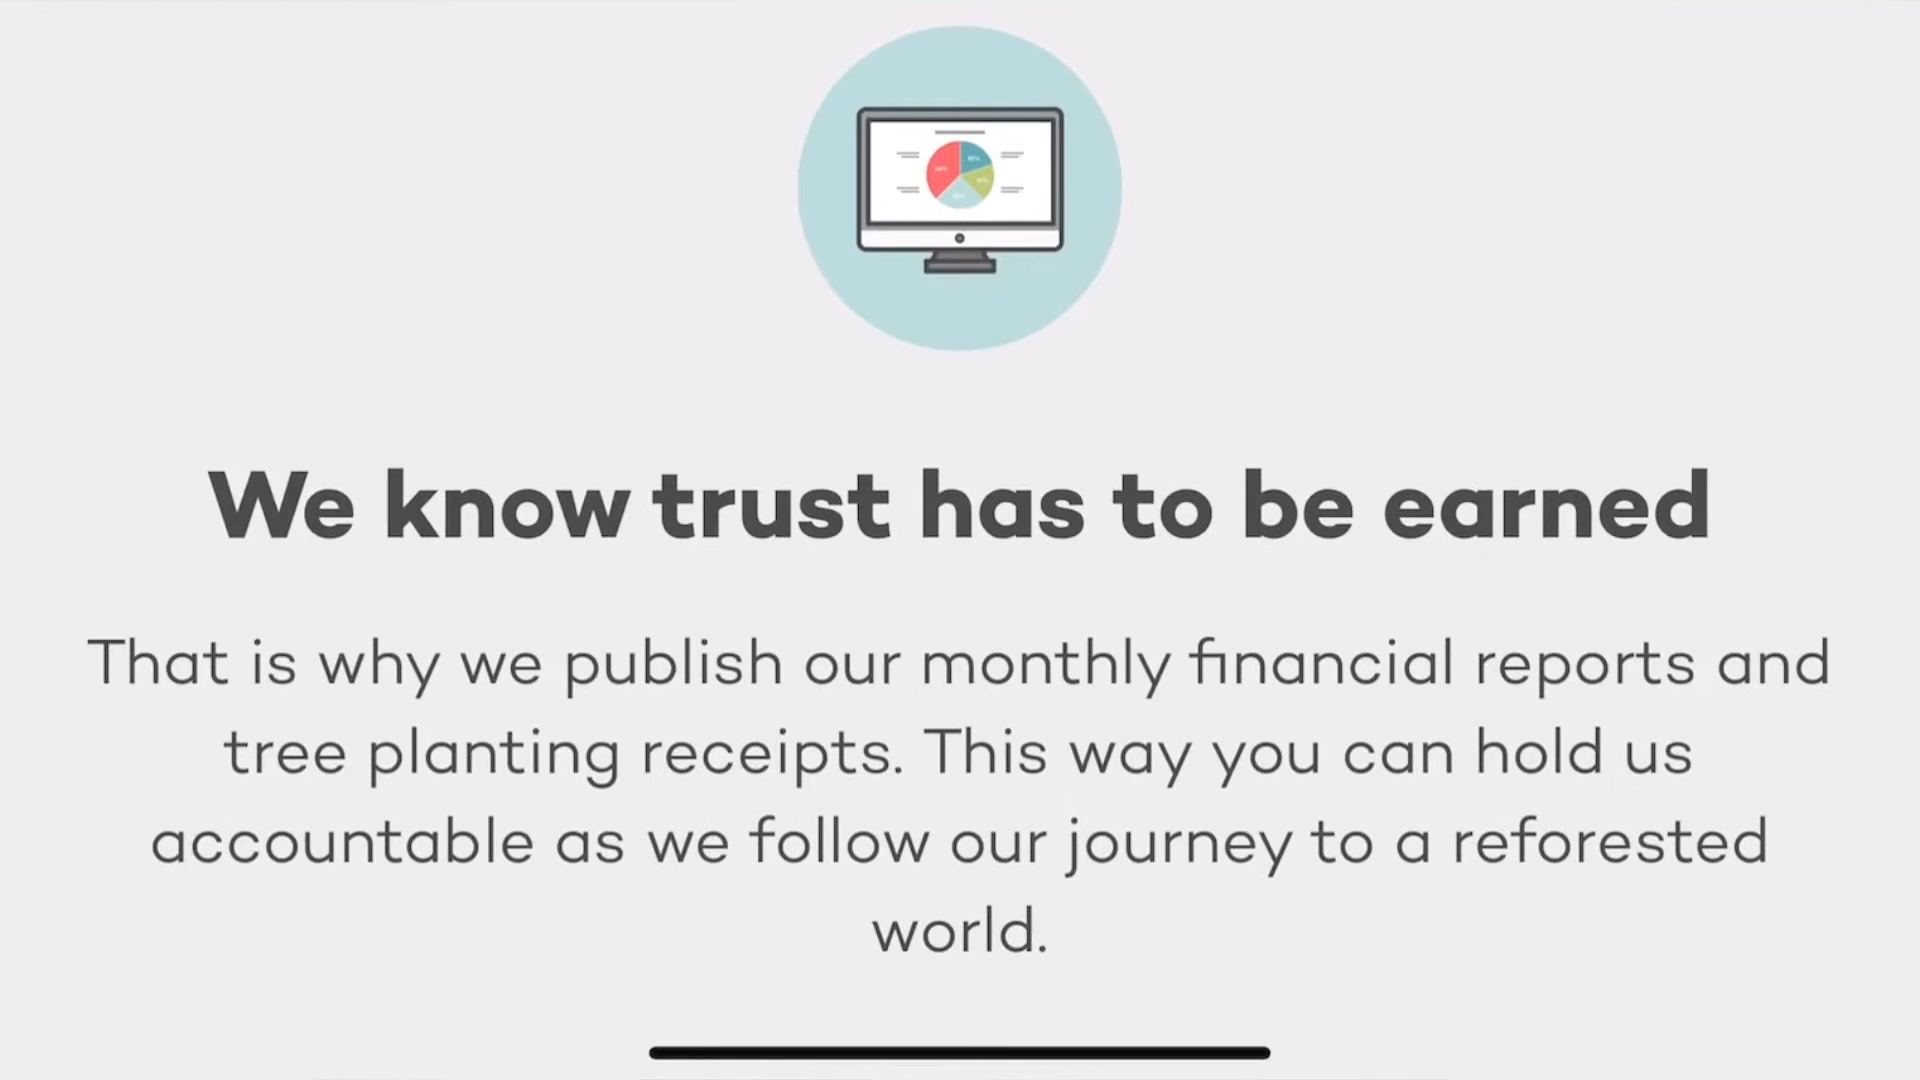 We know trust has to be earned
That is why we publish our monthly financial reports and
tree planting receipts. This way you can hold us
accountable as we follow our journey to a reforested
world.